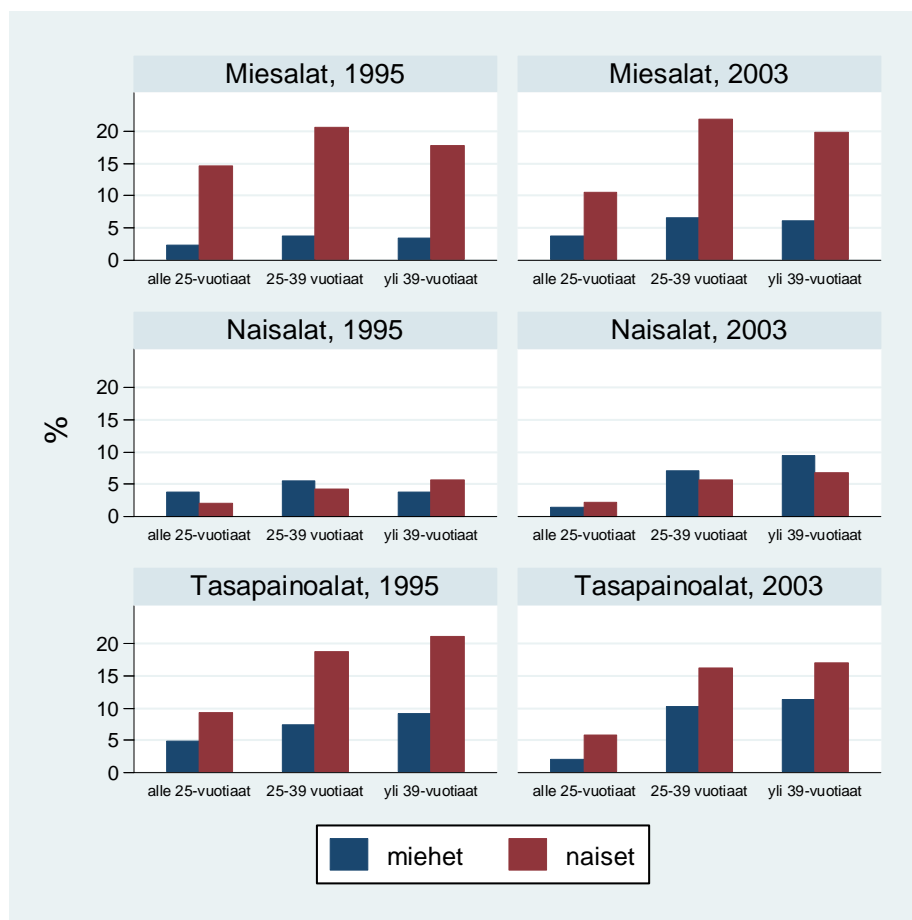 Miesalat, 1995
Miesalat, 2003
20
15
10
5
0
alle 25-vuotiaat 25-39 vuotiaat yli 39-vuotiaat
alle 25-vuotiaat 25-39 vuotiaat yli 39-vuotiaat
Naisalat, 1995
Naisalat, 2003
%
20
15
10
5
0
alle 25-vuotiaat 25-39 vuotiaat yli 39-vuotiaat
alle 25-vuotiaat 25-39 vuotiaat yli 39-vuotiaat
Tasapainoalat, 1995
Tasapainoalat, 2003
20
15
10
5
0
alle 25-vuotiaat 25-39 vuotiaat yli 39-vuotiaat
alle 25-vuotiaat 25-39 vuotiaat yli 39-vuotiaat
miehet naiset